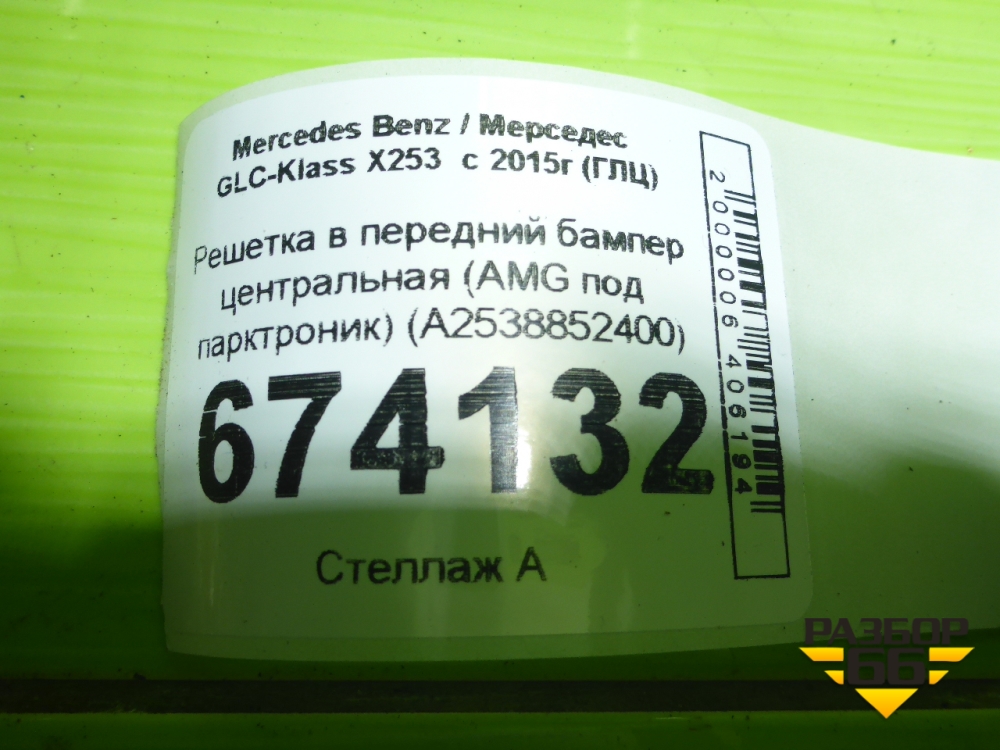 Mercedes Benz / Мерседес
GLC-Klass X253 с 2015г (ГЛЦ)
Решетка в передний бампер
центральная (AMG под
парктроник) (A2538852400)
674132
Стеллаж А
2000006406194
РАЗБОР
66